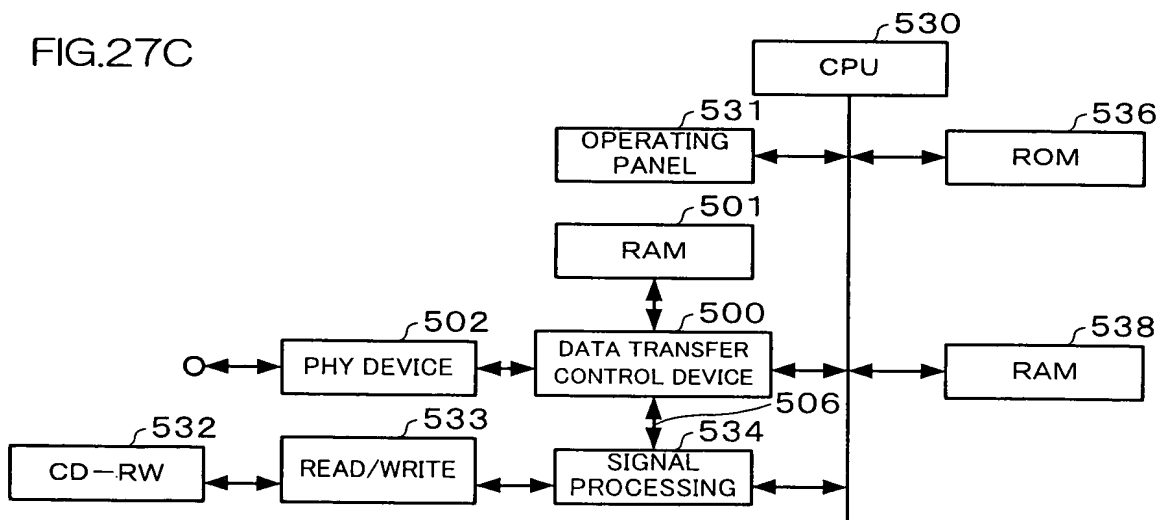 FIG.27C
530
CPU
531
OPERATING
PANEL
536
ROM
501
RAM
502
PHY DEVICE
500
DATA TRANSFER
CONTROL DEVICE
538
RAM
506
532
CD-RW
533
READ/WRITE
534
SIGNAL
PROCESSING